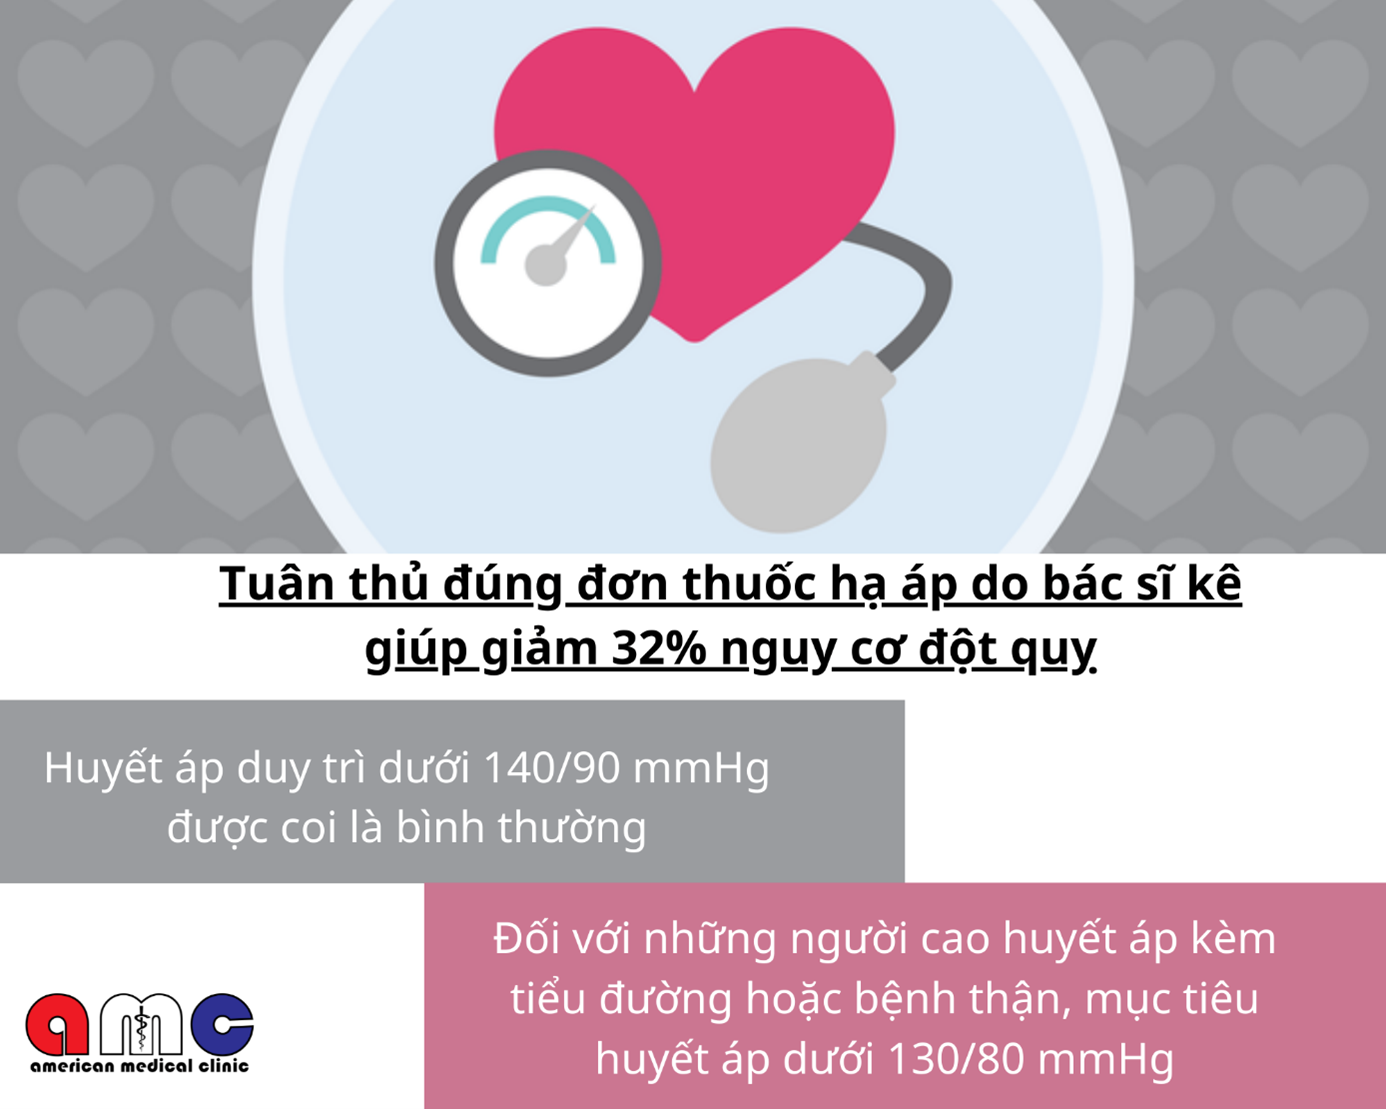 Tuân thủ đúng đơn thuốc hạ áp do bác sĩ kê
giúp giảm 32% nguy cơ đột quỵ
Huyết áp duy trì dưới 140/90 mmHg
được coi là bình thường
Đối với những người cao huyết áp kèm
tiểu đường hoặc bệnh thận, mục tiêu
huyết áp dưới 130/80 mmHg
amc
american medical clinic